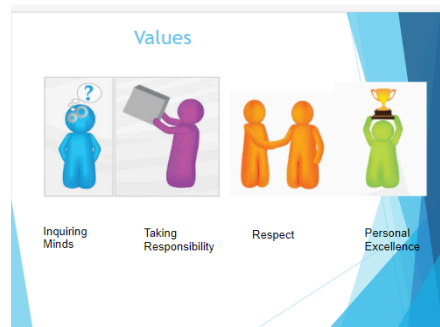 Values
?
Inquiring
Minds
Taking
Responsibility
Respect
Personal
Excellence